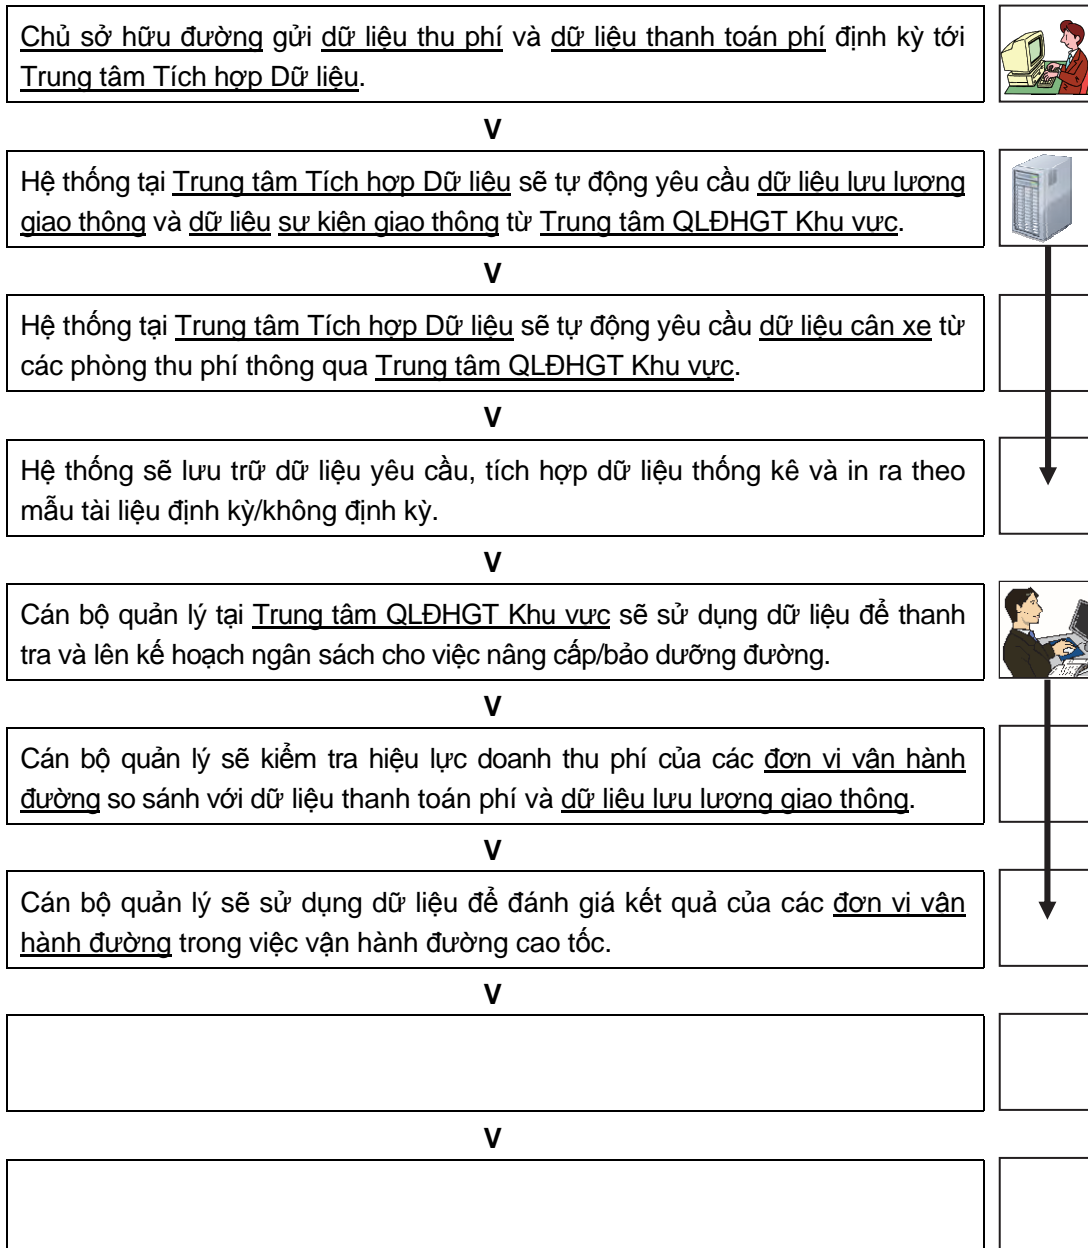 Chủ sở hữu đường gửi dữ liệu thu phí và dữ liệu thanh toán phí định kỳ tới
Trung tâm Tích hợp Dữ liệu.
V
Hệ thống tại Trung tâm Tích hợp Dữ liệu sẽ tự động yêu cầu dữ liệu lưu lượng
giao thông và dữ liệu sự kiện giao thông từ Trung tâm QLĐHGT Khu vực.
V
Hệ thống tại Trung tâm Tích hợp Dữ liệu sẽ tự động yêu cầu dữ liệu cân xe từ
các phòng thu phí thông qua Trung tâm QLĐHGT Khu vực.
V
Hệ thống sẽ lưu trữ dữ liệu yêu cầu, tích hợp dữ liệu thống kê và in ra theo
mẫu tài liệu định kỳ/không định kỳ.
V
Cán bộ quản lý tại Trung tâm QLĐHGT Khu vực sẽ sử dụng dữ liệu để thanh
tra và lên kế hoạch ngân sách cho việc nâng cấp/bảo dưỡng đường.
V
Cán bộ quản lý sẽ kiểm tra hiệu lực doanh thu phí của các đơn vị vận hành
đường so sánh với dữ liệu thanh toán phí và dữ liệu lưu lượng giao thông.
V
Cán bộ quản lý sẽ sử dụng dữ liệu để đánh giá kết quả của các đơn vị vận
hành đường trong việc vận hành đường cao tốc.
V
V